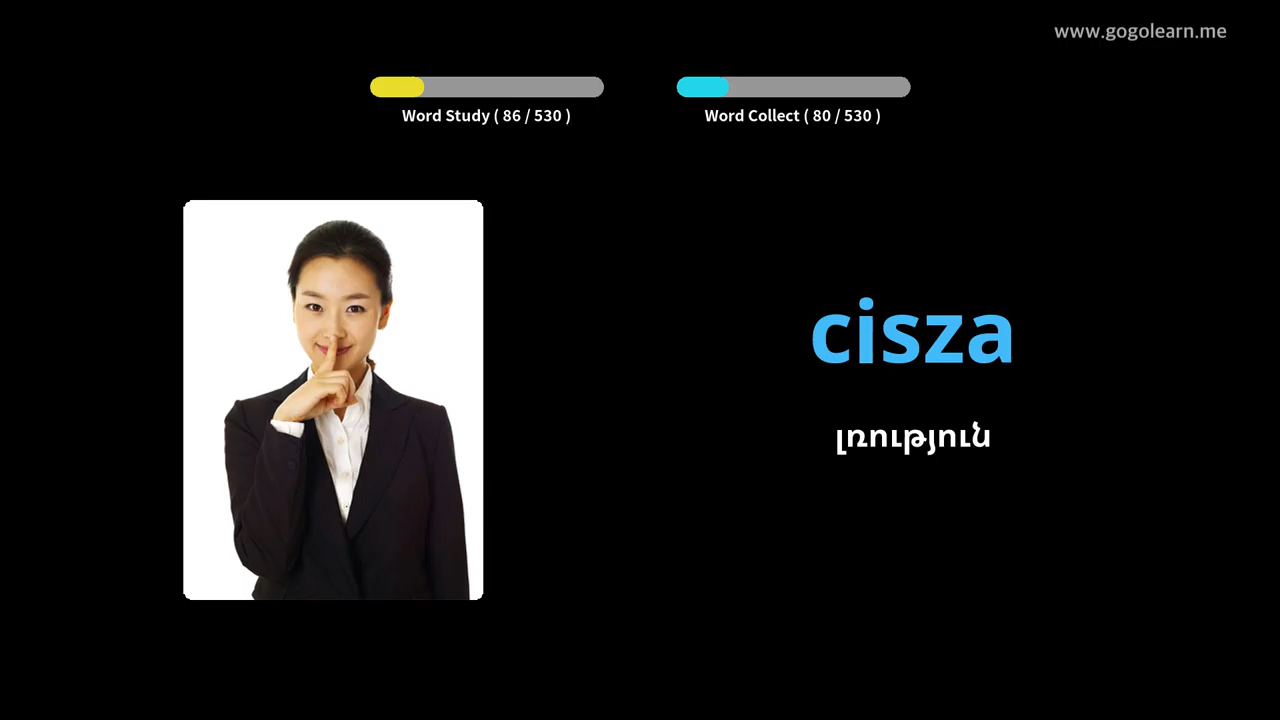 www.gogolearn.me
Word Study ( 86 / 530 )
Word Collect ( 80 / 530 )
cisza
լռություն